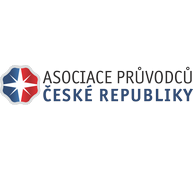 ASOCIACE PRŮVODCŮ
ČESKÉ REPUBLIKY